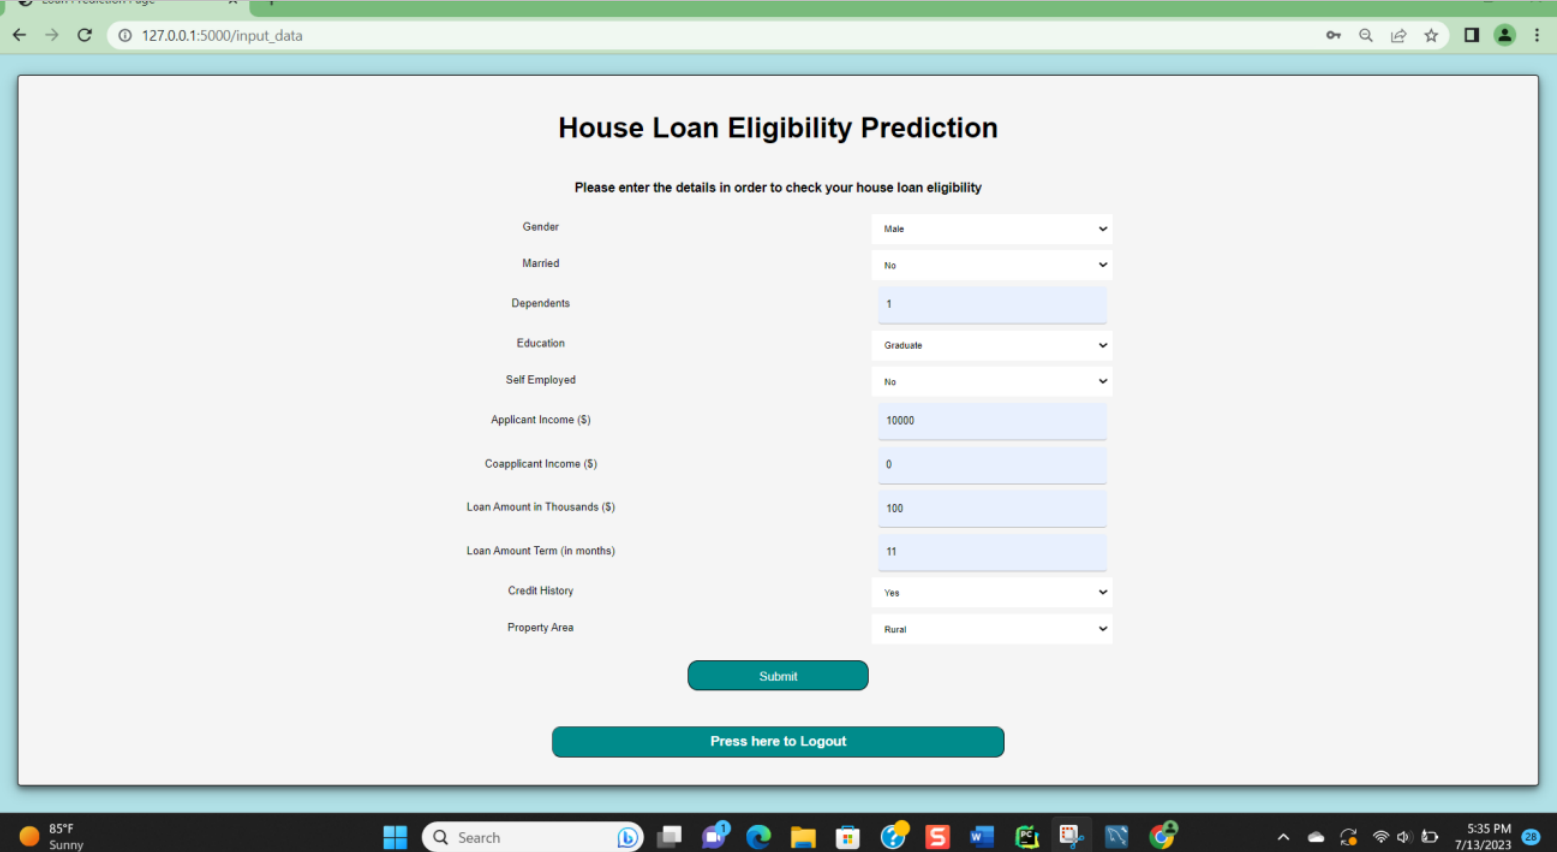 127.0.0.1:5000/input_data
House Loan Eligibility Prediction
Please enter the details in order to check your house loan eligibility
Gender Male
Married No
Dependents 1
Education Graduate
Self Employed No
Applicant Income ($) 10000
Coapplicant Income ($) 0
Loan Amount in Thousands ($) 100
Loan Amount Term (in months) 11
Credit History Yes
Property Area Rural
Submit
Press here to Logout
85°F
Sunny
Search
1
5:35 PM
7/13/2023
28